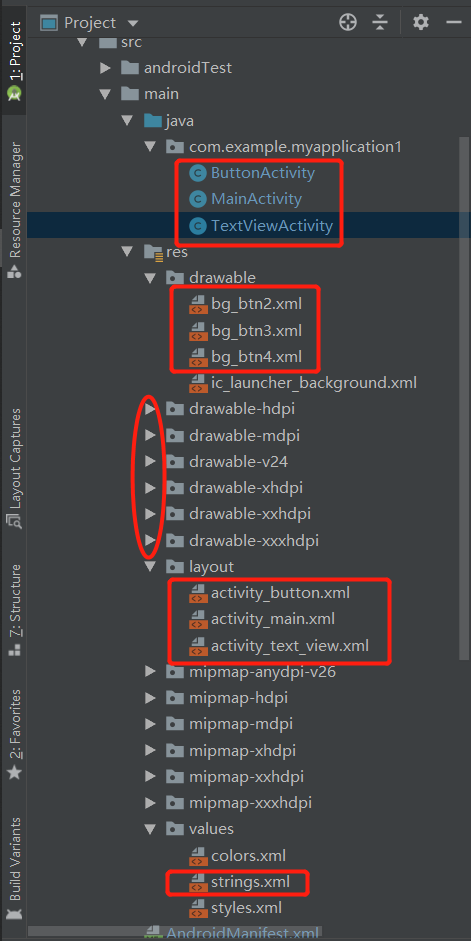 Project
src
androidTest
main
java
com.example.myapplication1
ButtonActivity
MainActivity
TextViewActivity
res
drawable
bg_btn2.xml
bg_btn3.xml
bg_btn4.xml
ic_launcher_background.xml
drawable-hdpi
drawable-mdpi
drawable-v24
drawable-xhdpi
drawable-xxhdpi
drawable-xxxhdpi
layout
activity_button.xml
activity_main.xml
activity_text_view.xml
mipmap-anydpi-v26
mipmap-hdpi
mipmap-mdpi
mipmap-xhdpi
mipmap-xxhdpi
mipmap-xxxhdpi
values
colors.xml
strings.xml
styles.xml
AndroidManifest.xml
1: Project
Resource Manager
Layout Captures
7: Structure
2: Favorites
Build Variants